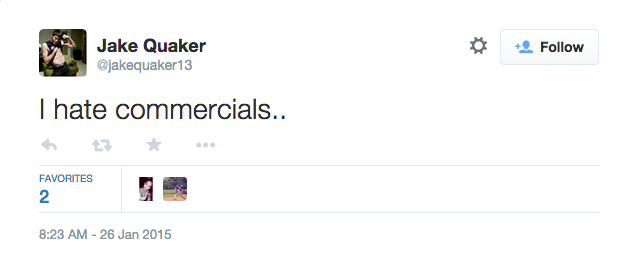 Jake Quaker
@jakequaker13
Follow
I hate commercials..
FAVORITES
2
8:23 AM - 26 Jan 2015